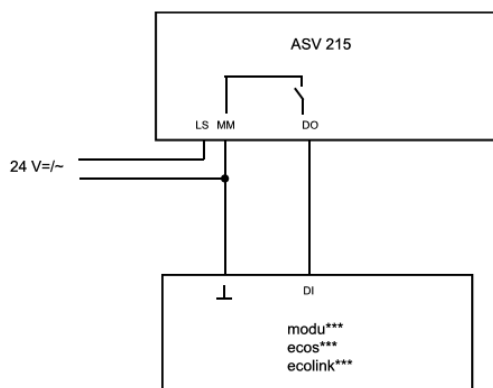 ASV 215
LS MM DO
24 V=/~
DI
modu***
ecos***
ecolink***